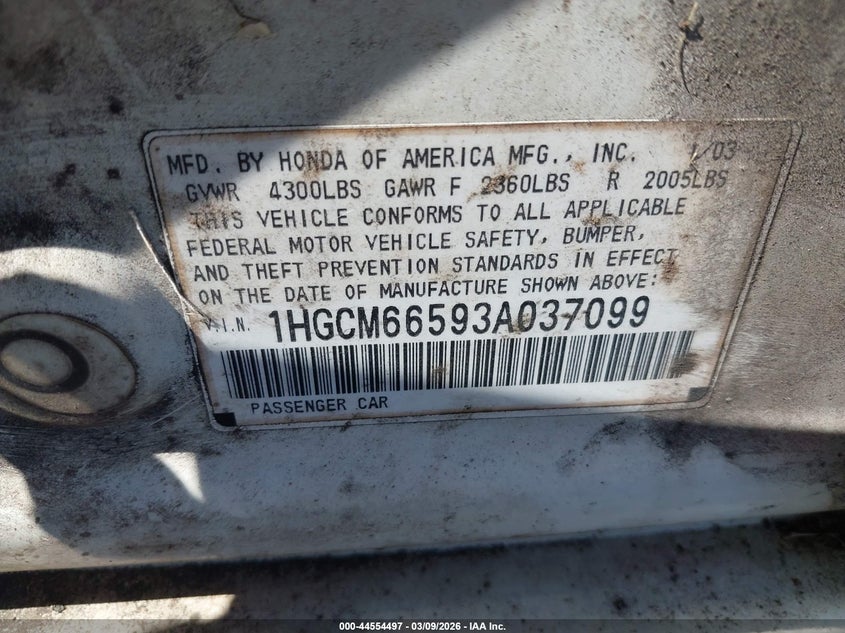 MFD. BY HONDA OF AMERICA MFG., INC. 1/03
GVWR 4300LBS GAWR F 2360LBS R 2005LBS
THIS VEHICLE CONFORMS TO ALL APPLICABLE
FEDERAL MOTOR VEHICLE SAFETY, BUMPER,
AND THEFT PREVENTION STANDARDS IN EFFECT
ON THE DATE OF MANUFACTURE SHOWN ABOVE:
V.I.N. 1HGCM66593A037099
PASSENGER CAR
000-44554497 - 03/09/2026 - IAA Inc.